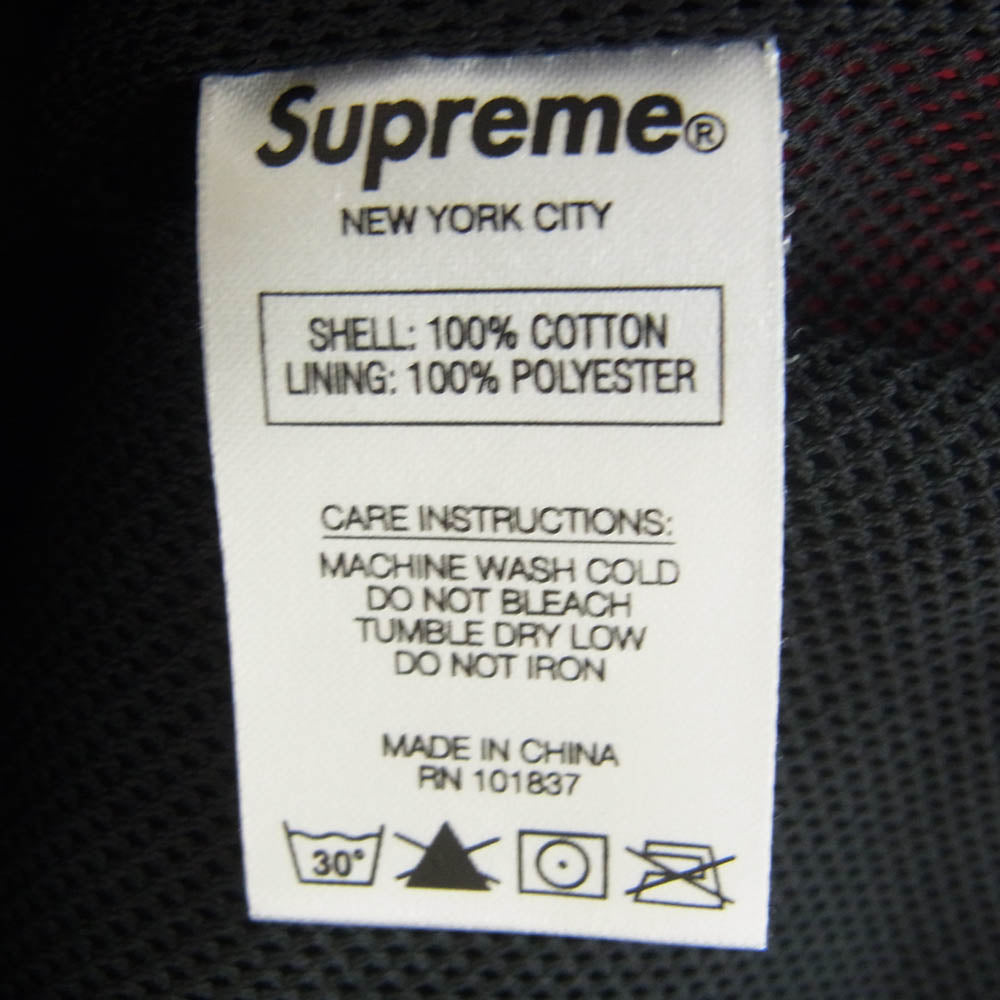 Supreme®
NEW YORK CITY
SHELL: 100% COTTON
LINING: 100% POLYESTER
CARE INSTRUCTIONS:
MACHINE WASH COLD
DO NOT BLEACH
TUMBLE DRY LOW
DO NOT IRON
MADE IN CHINA
RN 101837
30°